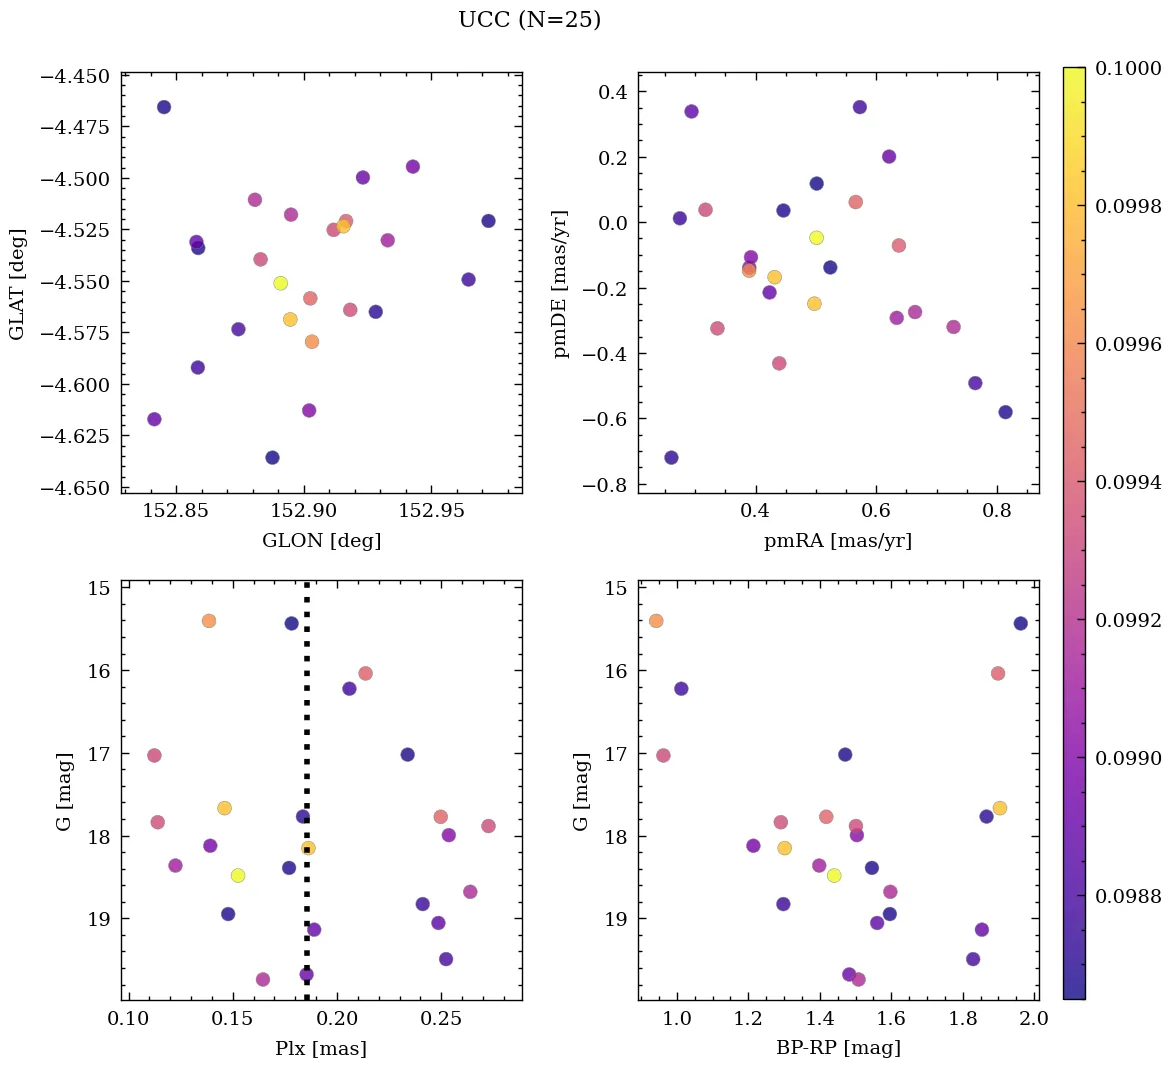 UCC (N=25)
−4.450
−4.475
−4.500
−4.525
−4.550
−4.575
−4.600
−4.625
−4.650
GLAT [deg]
152.85 152.90 152.95
GLON [deg]
0.4
0.2
0.0
−0.2
−0.4
−0.6
−0.8
pmDE [mas/yr]
0.4 0.6 0.8
pmRA [mas/yr]
15
16
17
18
19
G [mag]
0.10 0.15 0.20 0.25
Plx [mas]
15
16
17
18
19
G [mag]
1.0 1.2 1.4 1.6 1.8 2.0
BP-RP [mag]
0.1000
0.0998
0.0996
0.0994
0.0992
0.0990
0.0988